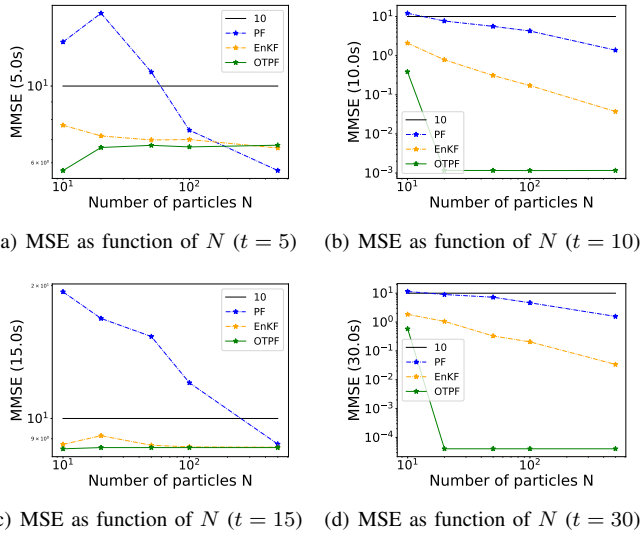 MMSE (5.0s)
10¹
6×10⁰
10
PF
EnKF
OTPF
10¹
10²
Number of particles N
a) MSE as function of N (t = 5)
MMSE (10.0s)
10¹
10⁰
10⁻¹
10⁻²
10⁻³
10
PF
EnKF
OTPF
10¹
10²
Number of particles N
(b) MSE as function of N (t = 10)
MMSE (15.0s)
2×10¹
10¹
9×10⁰
10
PF
EnKF
OTPF
10¹
10²
Number of particles N
c) MSE as function of N (t = 15)
MMSE (30.0s)
10¹
10⁰
10⁻¹
10⁻²
10⁻³
10⁻⁴
10
PF
EnKF
OTPF
10¹
10²
Number of particles N
(d) MSE as function of N (t = 30)